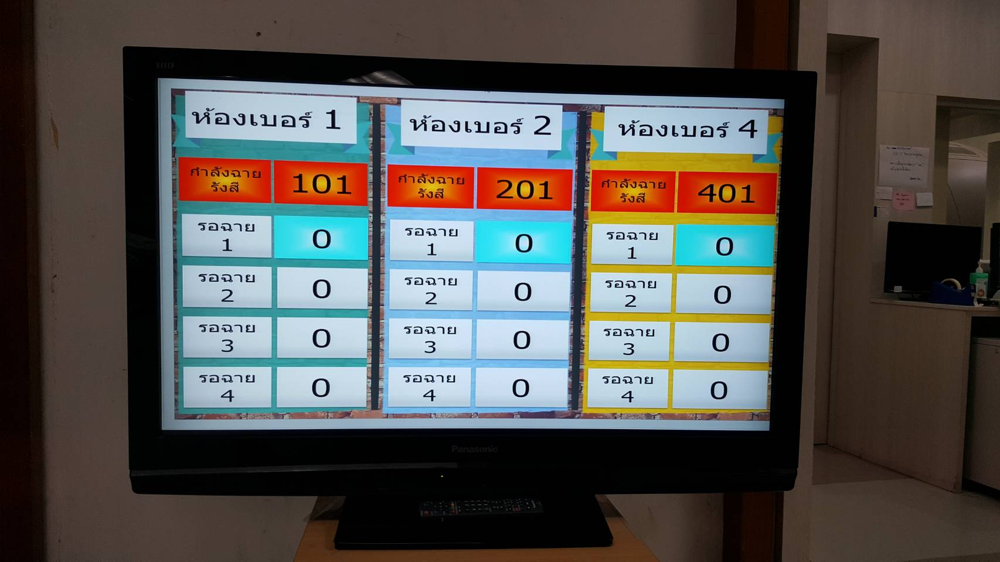 VIERA
ห้องเบอร์ 1
กำลังฉาย
รังสี
101
รอฉาย
1
0
รอฉาย
2
0
รอฉาย
3
0
รอฉาย
4
0
ห้องเบอร์ 2
กำลังฉาย
รังสี
201
รอฉาย
1
0
รอฉาย
2
0
รอฉาย
3
0
รอฉาย
4
0
ห้องเบอร์ 4
กำลังฉาย
รังสี
401
รอฉาย
1
0
รอฉาย
2
0
รอฉาย
3
0
รอฉาย
4
0
Panasonic